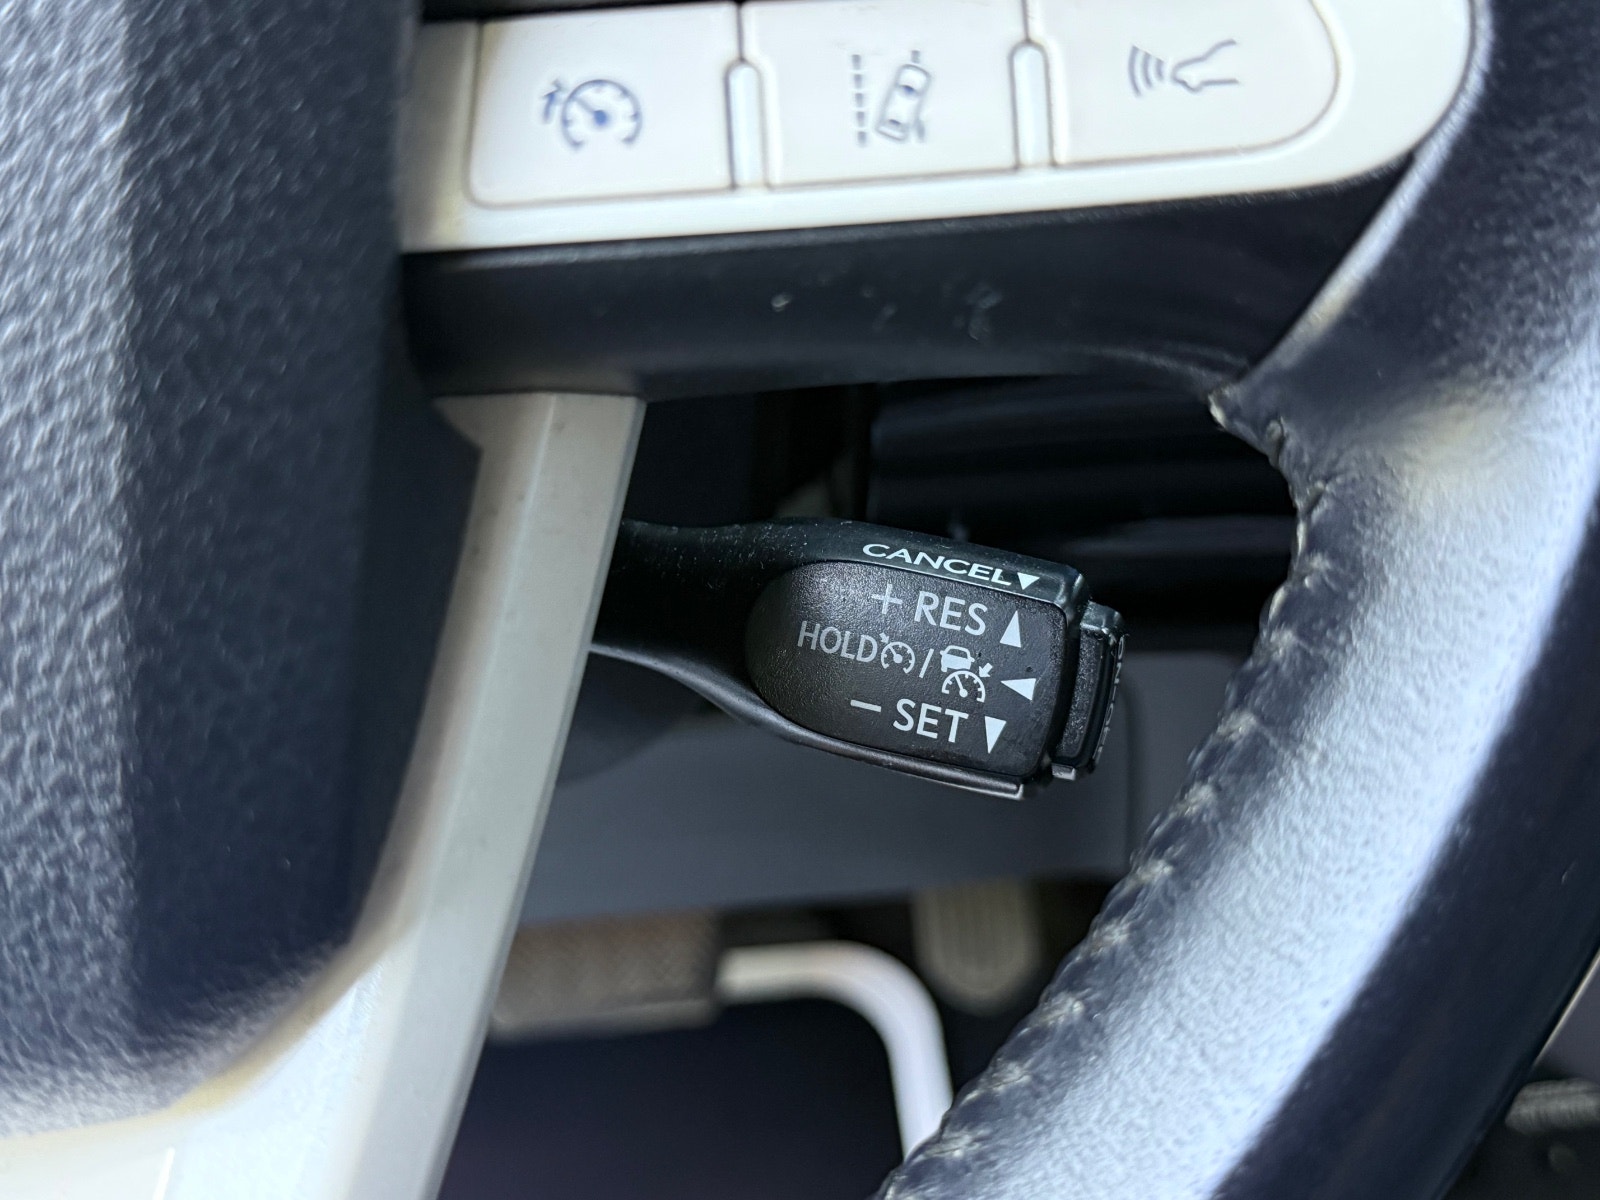 CANCEL▼
+ RES ▲
HOLD / ◀
− SET ▼